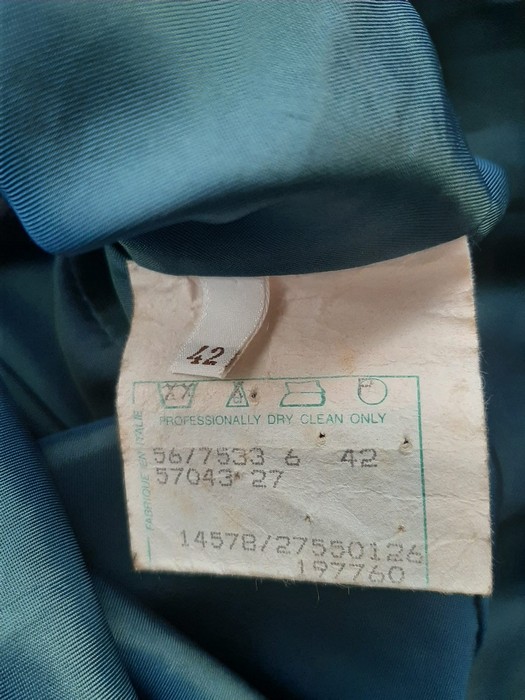 42
PROFESSIONALLY DRY CLEAN ONLY
56/7533 6 42
57043 27
14578/27550126
197760
FABRIQUE EN ITALIE